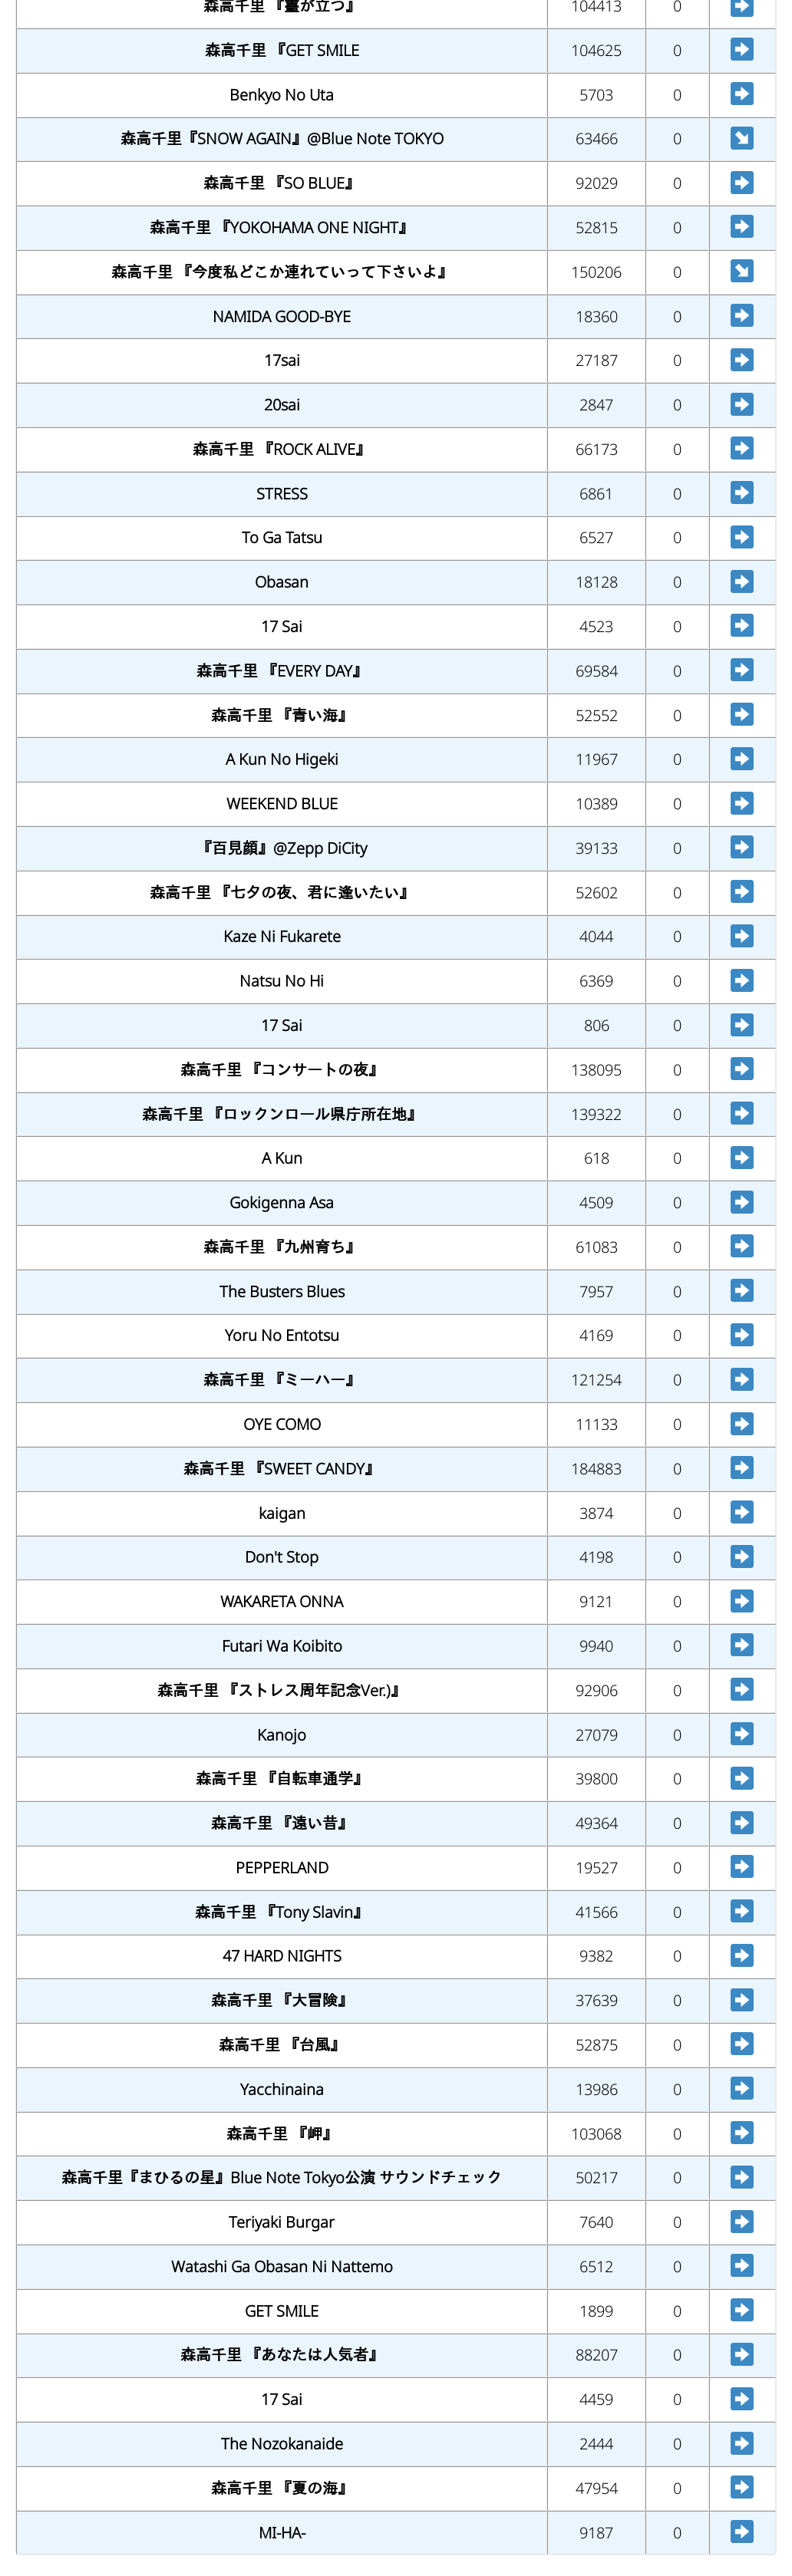 森高千里 『臺が立つ』 104413 0 ➡
森高千里 『GET SMILE 104625 0 ➡
Benkyo No Uta 5703 0 ➡
森高千里『SNOW AGAIN』@Blue Note TOKYO 63466 0 ↘
森高千里 『SO BLUE』 92029 0 ➡
森高千里 『YOKOHAMA ONE NIGHT』 52815 0 ➡
森高千里 『今度私どこか連れていって下さいよ』 150206 0 ↘
NAMIDA GOOD-BYE 18360 0 ➡
17sai 27187 0 ➡
20sai 2847 0 ➡
森高千里 『ROCK ALIVE』 66173 0 ➡
STRESS 6861 0 ➡
To Ga Tatsu 6527 0 ➡
Obasan 18128 0 ➡
17 Sai 4523 0 ➡
森高千里 『EVERY DAY』 69584 0 ➡
森高千里 『青い海』 52552 0 ➡
A Kun No Higeki 11967 0 ➡
WEEKEND BLUE 10389 0 ➡
『百見顔』@Zepp DiCity 39133 0 ➡
森高千里 『七夕の夜、君に逢いたい』 52602 0 ➡
Kaze Ni Fukarete 4044 0 ➡
Natsu No Hi 6369 0 ➡
17 Sai 806 0 ➡
森高千里 『コンサートの夜』 138095 0 ➡
森高千里 『ロックンロール県庁所在地』 139322 0 ➡
A Kun 618 0 ➡
Gokigenna Asa 4509 0 ➡
森高千里 『九州育ち』 61083 0 ➡
The Busters Blues 7957 0 ➡
Yoru No Entotsu 4169 0 ➡
森高千里 『ミーハー』 121254 0 ➡
OYE COMO 11133 0 ➡
森高千里 『SWEET CANDY』 184883 0 ➡
kaigan 3874 0 ➡
Don't Stop 4198 0 ➡
WAKARETA ONNA 9121 0 ➡
Futari Wa Koibito 9940 0 ➡
森高千里 『ストレス周年記念Ver.)』 92906 0 ➡
Kanojo 27079 0 ➡
森高千里 『自転車通学』 39800 0 ➡
森高千里 『遠い昔』 49364 0 ➡
PEPPERLAND 19527 0 ➡
森高千里 『Tony Slavin』 41566 0 ➡
47 HARD NIGHTS 9382 0 ➡
森高千里 『大冒険』 37639 0 ➡
森高千里 『台風』 52875 0 ➡
Yacchinaina 13986 0 ➡
森高千里 『岬』 103068 0 ➡
森高千里『まひるの星』Blue Note Tokyo公演 サウンドチェック 50217 0 ➡
Teriyaki Burgar 7640 0 ➡
Watashi Ga Obasan Ni Nattemo 6512 0 ➡
GET SMILE 1899 0 ➡
森高千里 『あなたは人気者』 88207 0 ➡
17 Sai 4459 0 ➡
The Nozokanaide 2444 0 ➡
森高千里 『夏の海』 47954 0 ➡
MI-HA- 9187 0 ➡